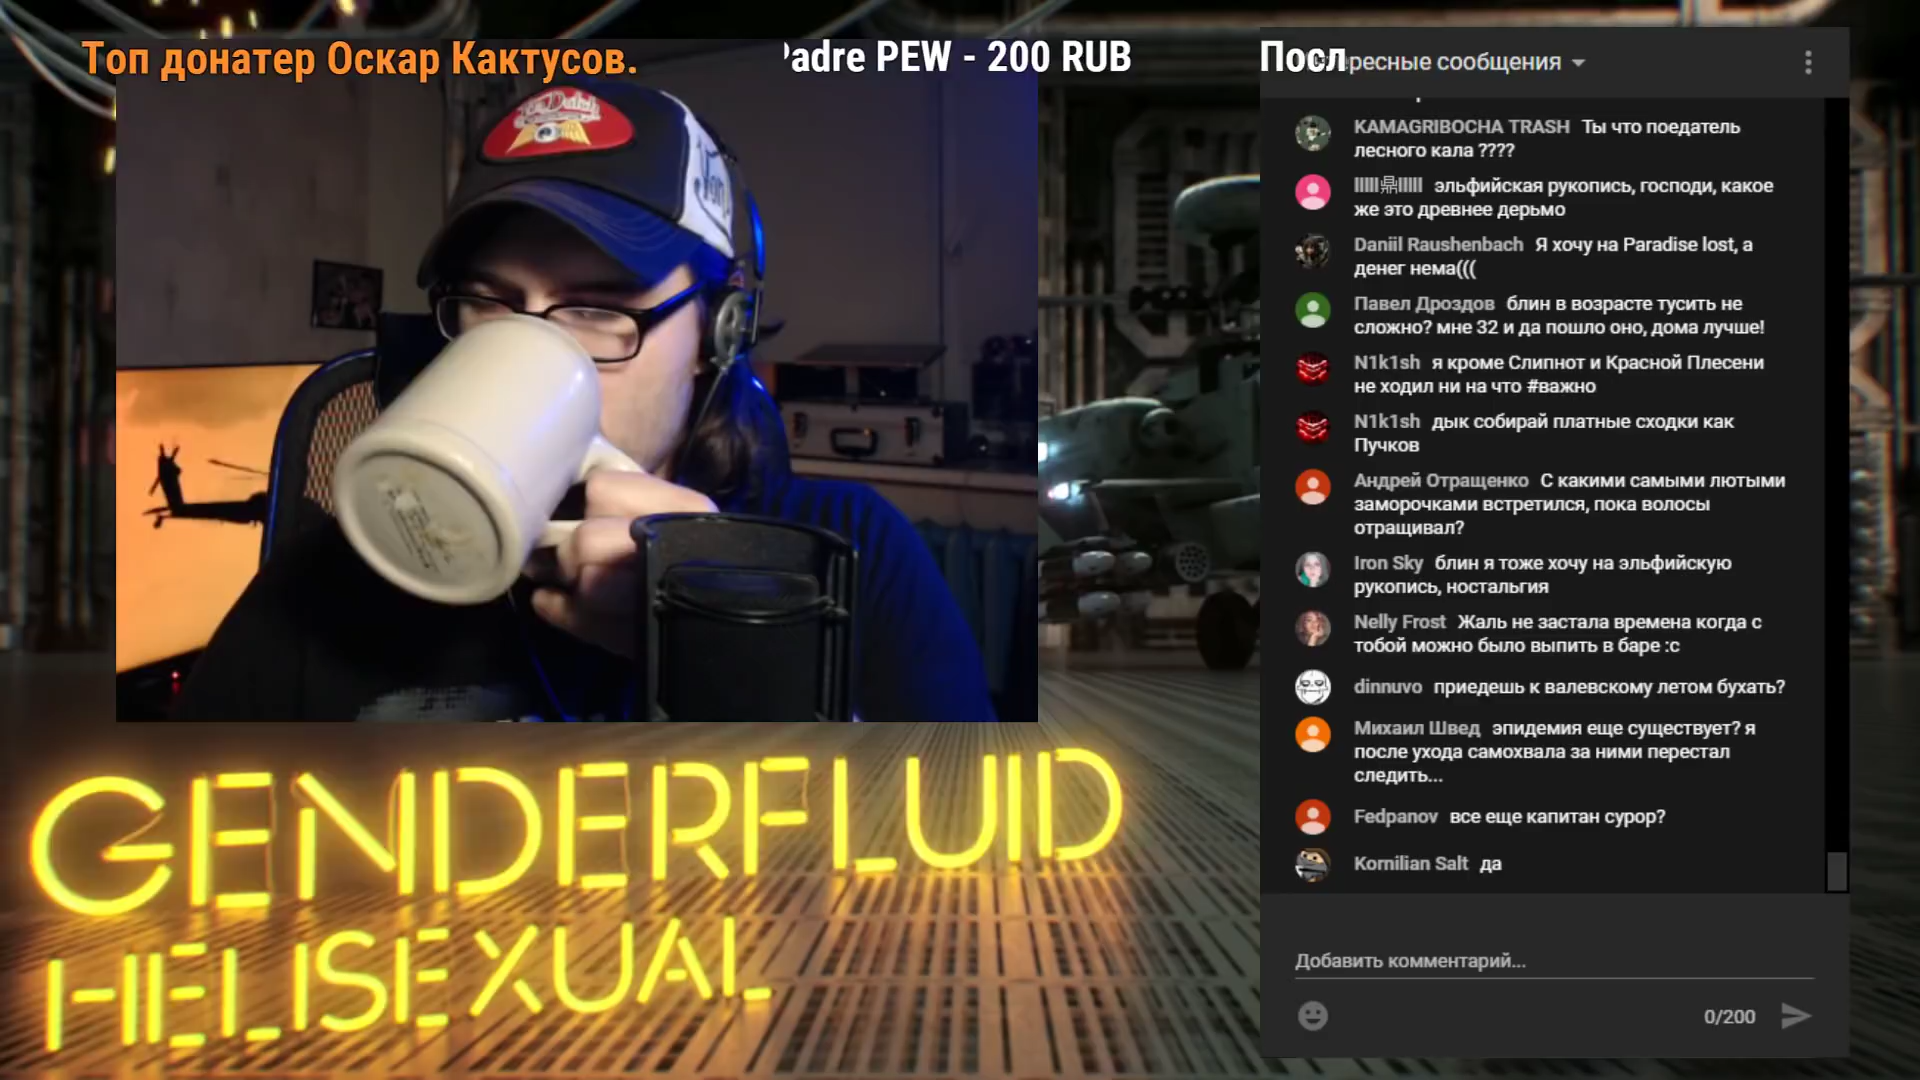 Топ донатер Оскар Кактусов.
Padre PEW - 200 RUB
Посл
ресные сообщения
KAMAGRIBOCHA TRASH Ты что поедатель
лесного кала ????
эльфийская рукопись, господи, какое
же это древнее дерьмо
Daniil Raushenbach Я хочу на Paradise lost, а
денег нема(((
Павел Дроздов блин в возрасте тусить не
сложно? мне 32 и да пошло оно, дома лучше!
N1k1sh я кроме Слипнот и Красной Плесени
не ходил ни на что #важно
N1k1sh дык собирай платные сходки как
Пучков
Андрей Отращенко С какими самыми лютыми
заморочками встретился, пока волосы
отращивал?
Iron Sky блин я тоже хочу на эльфийскую
рукопись, ностальгия
Nelly Frost Жаль не застала времена когда с
тобой можно было выпить в баре :с
dinnuvo приедешь к валевскому летом бухать?
Михаил Швед эпидемия еще существует? я
после ухода самохвала за ними перестал
следить...
Fedpanov все еще капитан сурор?
Kornilian Salt да
Добавить комментарий...
0/200
Von Dutch
GENDERFLUID
HELISEXUAL